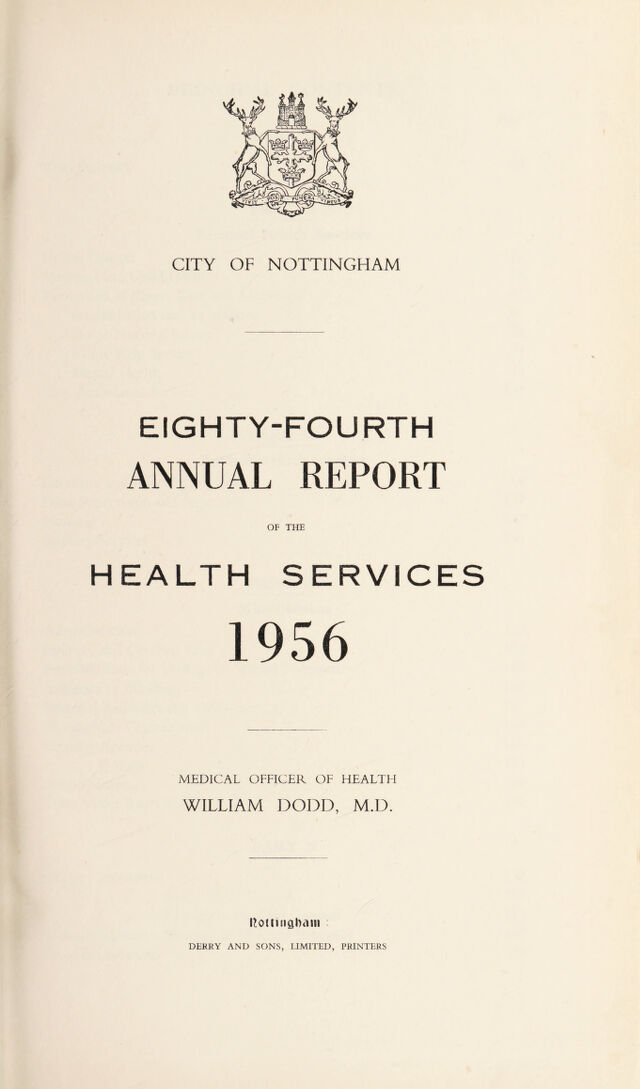 CITY OF NOTTINGHAM
EIGHTY-FOURTH
ANNUAL REPORT
OF THE
HEALTH SERVICES
1956
MEDICAL OFFICER OF HEALTH
WILLIAM DODD, M.D.
Nottingham :
DERRY AND SONS, LIMITED, PRINTERS